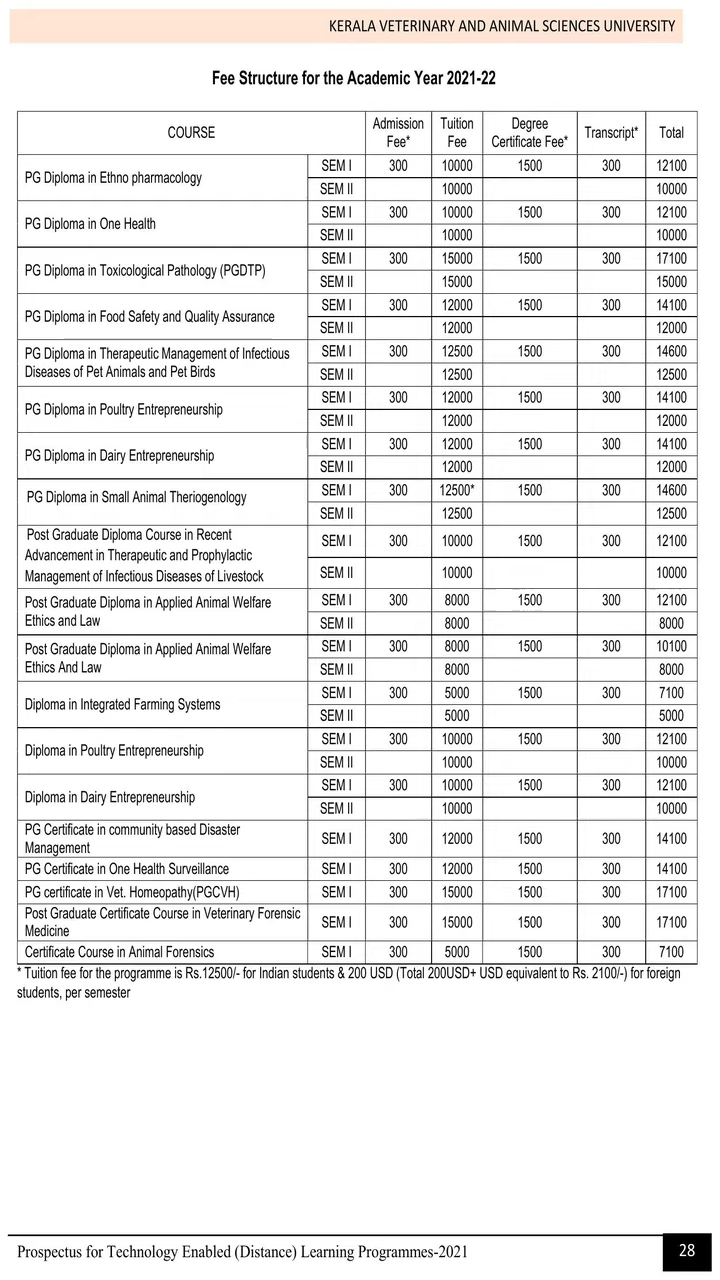 KERALA VETERINARY AND ANIMAL SCIENCES UNIVERSITY
Fee Structure for the Academic Year 2021-22
COURSE Admission Fee* Tuition Fee Degree Certificate Fee* Transcript* Total
PG Diploma in Ethno pharmacology SEM I 300 10000 1500 300 12100
SEM II 10000 10000
PG Diploma in One Health SEM I 300 10000 1500 300 12100
SEM II 10000 10000
PG Diploma in Toxicological Pathology (PGDTP) SEM I 300 15000 1500 300 17100
SEM II 15000 15000
PG Diploma in Food Safety and Quality Assurance SEM I 300 12000 1500 300 14100
SEM II 12000 12000
PG Diploma in Therapeutic Management of Infectious SEM I 300 12500 1500 300 14600
Diseases of Pet Animals and Pet Birds SEM II 12500 12500
PG Diploma in Poultry Entrepreneurship SEM I 300 12000 1500 300 14100
SEM II 12000 12000
PG Diploma in Dairy Entrepreneurship SEM I 300 12000 1500 300 14100
SEM II 12000 12000
PG Diploma in Small Animal Theriogenology SEM I 300 12500* 1500 300 14600
SEM II 12500 12500
Post Graduate Diploma Course in Recent
Advancement in Therapeutic and Prophylactic SEM I 300 10000 1500 300 12100
Management of Infectious Diseases of Livestock SEM II 10000 10000
Post Graduate Diploma in Applied Animal Welfare SEM I 300 8000 1500 300 12100
Ethics and Law SEM II 8000 8000
Post Graduate Diploma in Applied Animal Welfare SEM I 300 8000 1500 300 10100
Ethics And Law SEM II 8000 8000
Diploma in Integrated Farming Systems SEM I 300 5000 1500 300 7100
SEM II 5000 5000
Diploma in Poultry Entrepreneurship SEM I 300 10000 1500 300 12100
SEM II 10000 10000
Diploma in Dairy Entrepreneurship SEM I 300 10000 1500 300 12100
SEM II 10000 10000
PG Certificate in community based Disaster
Management SEM I 300 12000 1500 300 14100
PG Certificate in One Health Surveillance SEM I 300 12000 1500 300 14100
PG certificate in Vet. Homeopathy(PGCVH) SEM I 300 15000 1500 300 17100
Post Graduate Certificate Course in Veterinary Forensic
Medicine SEM I 300 15000 1500 300 17100
Certificate Course in Animal Forensics SEM I 300 5000 1500 300 7100
* Tuition fee for the programme is Rs.12500/- for Indian students & 200 USD (Total 200USD+ USD equivalent to Rs. 2100/-) for foreign
students, per semester
Prospectus for Technology Enabled (Distance) Learning Programmes-2021 28